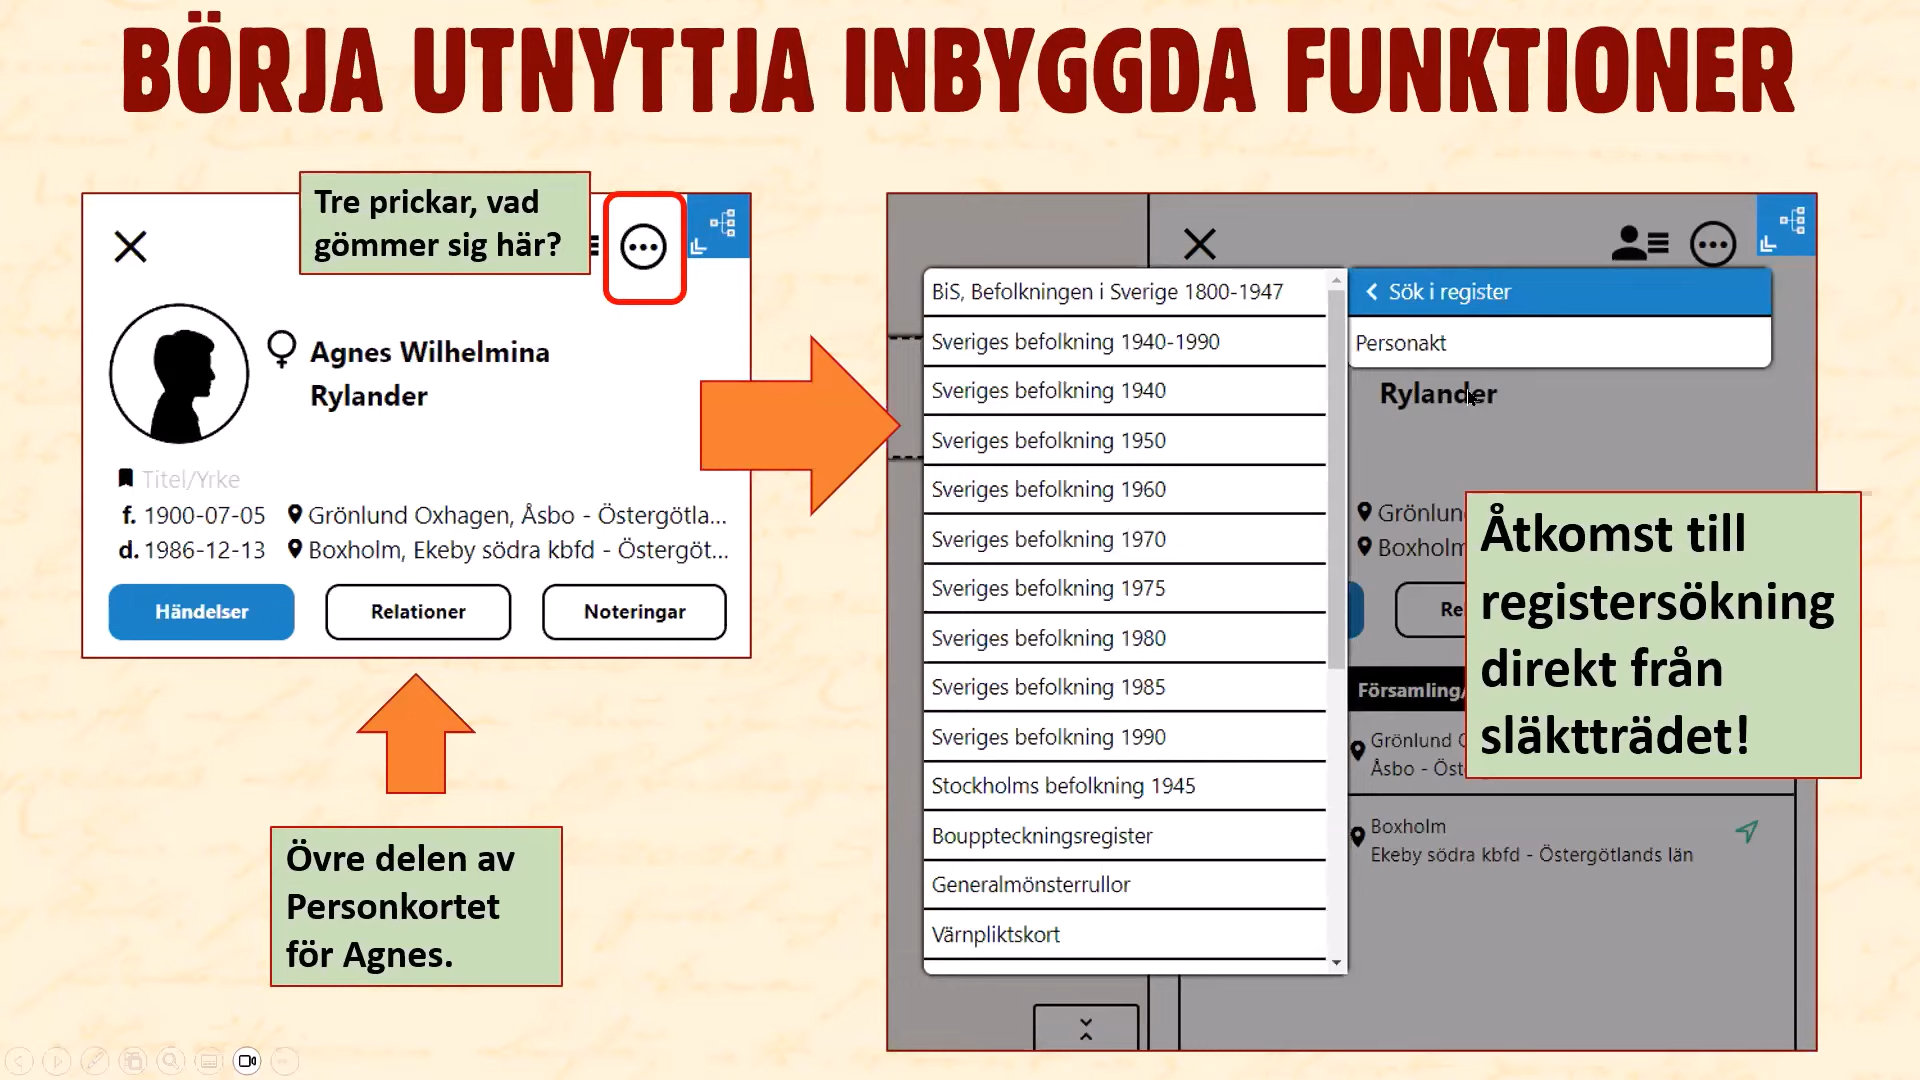 BÖRJA UTNYTTJA INBYGGDA FUNKTIONER
Tre prickar, vad
gömmer sig här?
Agnes Wilhelmina
Rylander
Titel/Yrke
f. 1900-07-05 Grönlund Oxhagen, Åsbo - Östergötla...
d. 1986-12-13 Boxholm, Ekeby södra kbfd - Östergöt...
Händelser
Relationer
Noteringar
Övre delen av
Personkortet
för Agnes.
BiS, Befolkningen i Sverige 1800-1947
Sveriges befolkning 1940-1990
Sveriges befolkning 1940
Sveriges befolkning 1950
Sveriges befolkning 1960
Sveriges befolkning 1970
Sveriges befolkning 1975
Sveriges befolkning 1980
Sveriges befolkning 1985
Sveriges befolkning 1990
Stockholms befolkning 1945
Bouppteckningsregister
Generalmönsterrullor
Värnpliktskort
Sök i register
Personakt
Rylander
Grönlun
Boxholm
Re
Församling/
Grönlund
Åsbo - Öst
Boxholm
Ekeby södra kbfd - Östergötlands län
Åtkomst till
registersökning
direkt från
släktträdet!